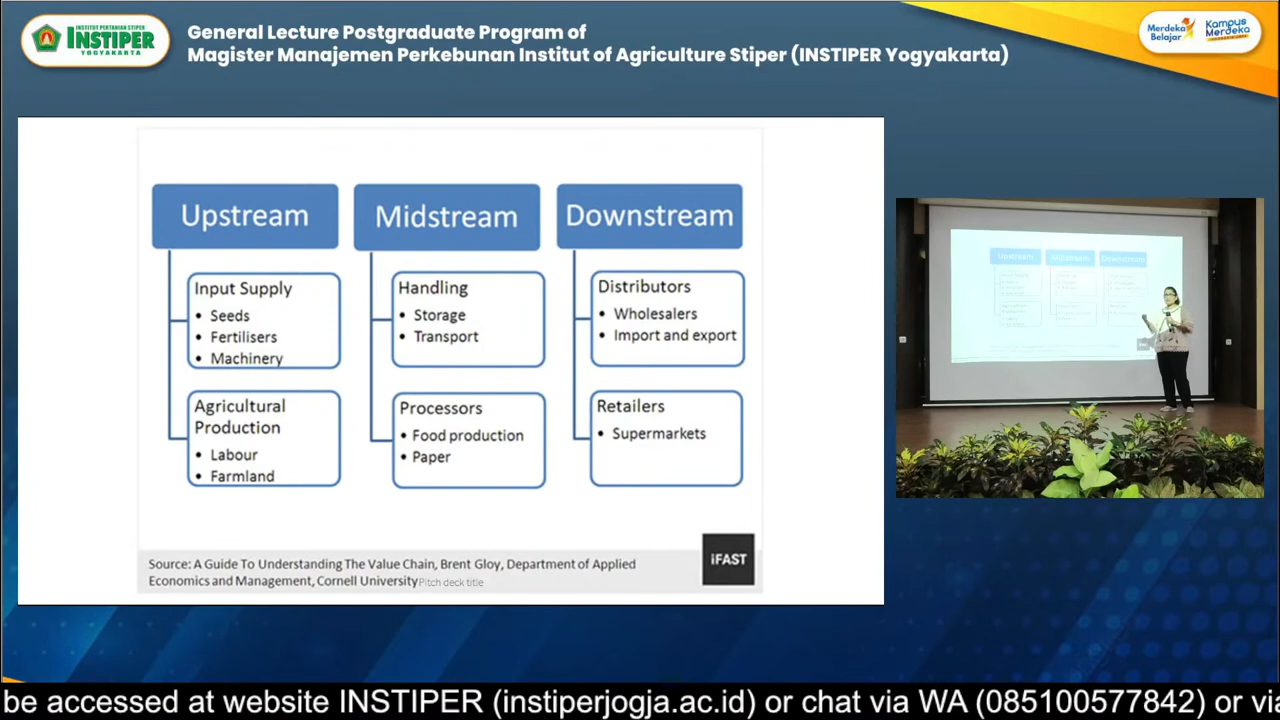 INSTITUT PERTANIAN STIPER
INSTIPER
YOGYAKARTA
General Lecture Postgraduate Program of
Magister Manajemen Perkebunan Institut of Agriculture Stiper (INSTIPER Yogyakarta)
Merdeka
Belajar
Kampus
Merdeka
Upstream
Midstream
Downstream
Input Supply
• Seeds
• Fertilisers
• Machinery
Handling
• Storage
• Transport
Distributors
• Wholesalers
• Import and export
Agricultural
Production
• Labour
• Farmland
Processors
• Food production
• Paper
Retailers
• Supermarkets
Source: A Guide To Understanding The Value Chain, Brent Gloy, Department of Applied
Economics and Management, Cornell University Pitch deck title
iFAST
Upstream
Midstream
Downstream
be accessed at website INSTIPER (instiperjogja.ac.id) or chat via WA (085100577842) or via